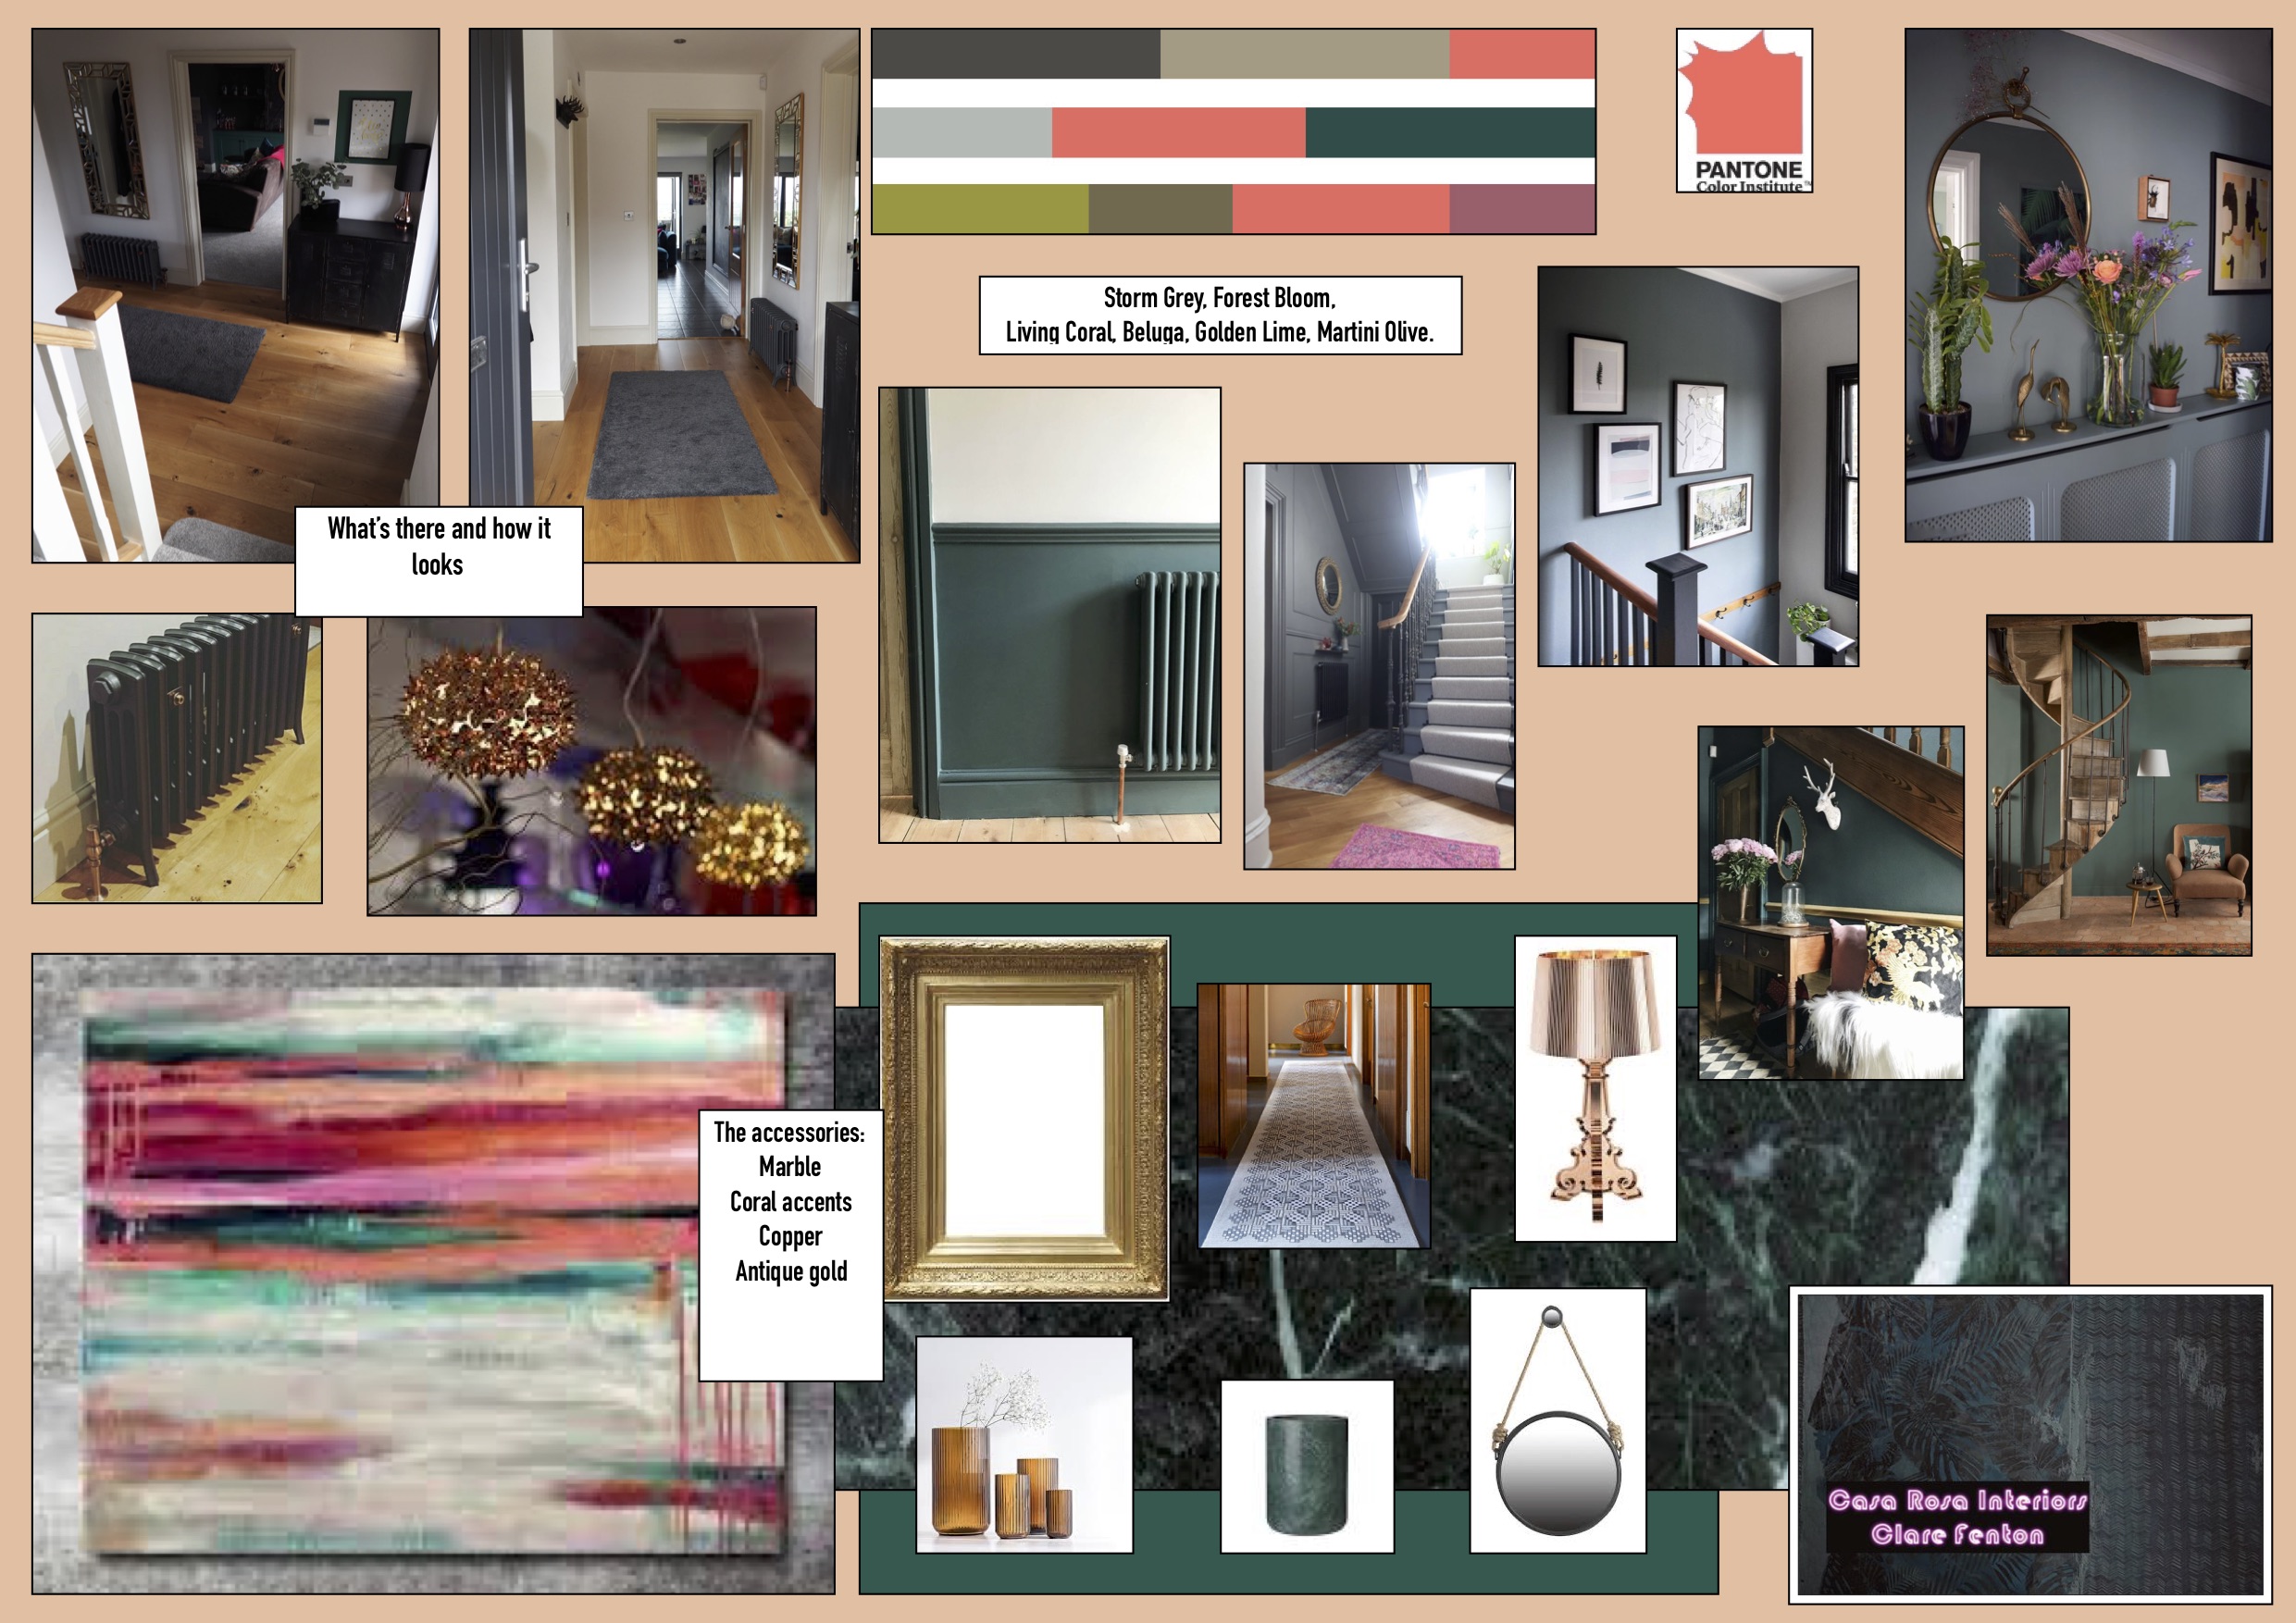 PANTONE
Color Institute™
Storm Grey, Forest Bloom,
Living Coral, Beluga, Golden Lime, Martini Olive.
What's there and how it
looks
The accessories:
Marble
Coral accents
Copper
Antique gold
Casa Rosa Interiors
Clare Fenton